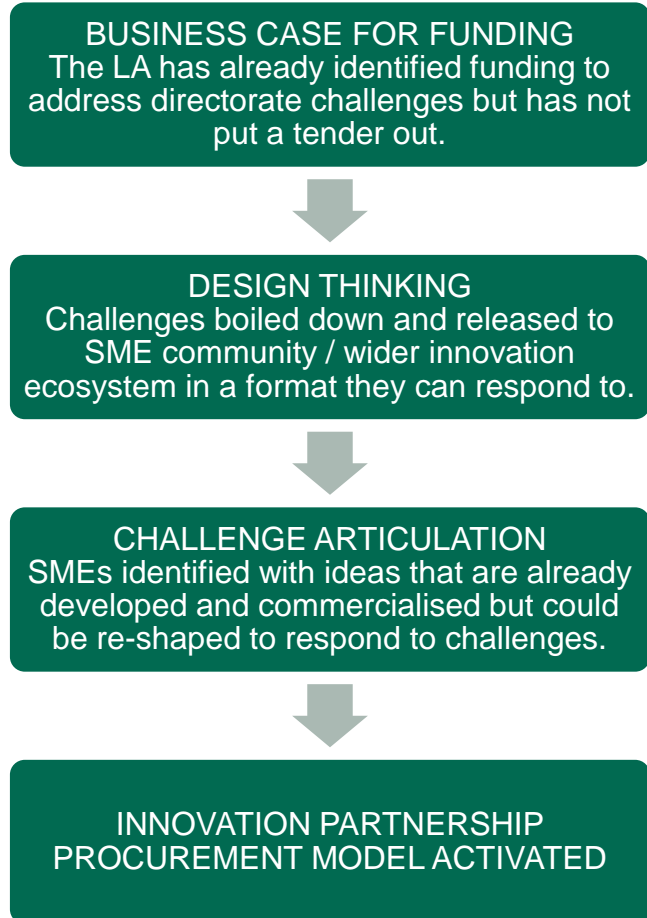 BUSINESS CASE FOR FUNDING
The LA has already identified funding to
address directorate challenges but has not
put a tender out.
DESIGN THINKING
Challenges boiled down and released to
SME community / wider innovation
ecosystem in a format they can respond to.
CHALLENGE ARTICULATION
SMEs identified with ideas that are already
developed and commercialised but could
be re-shaped to respond to challenges.
INNOVATION PARTNERSHIP
PROCUREMENT MODEL ACTIVATED